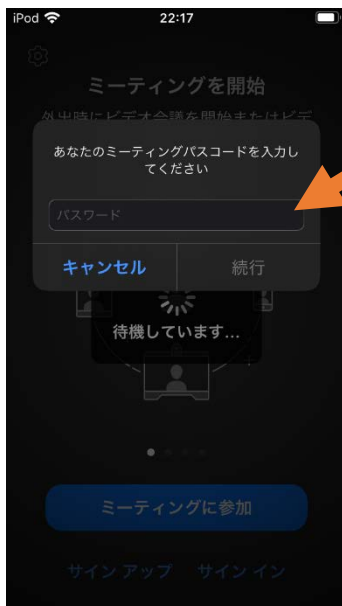 iPod 22:17
ミーティングを開始
外出時にビデオ会議を開始またはビデ
あなたのミーティングパスコードを入力し
てください
パスワード
キャンセル 続行
待機しています...
ミーティングに参加
サイン アップ サイン イン